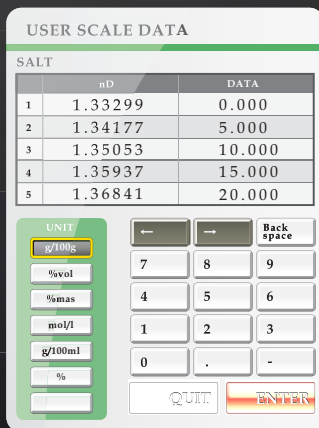 USER SCALE DATA
SALT
nD DATA
1 1.33299 0.000
2 1.34177 5.000
3 1.35053 10.000
4 1.35937 15.000
5 1.36841 20.000
UNIT
g/100g
%vol
%mas
mol/l
g/100ml
%
← → Back
space
7 8 9
4 5 6
1 2 3
0 . -
QUIT ENTER